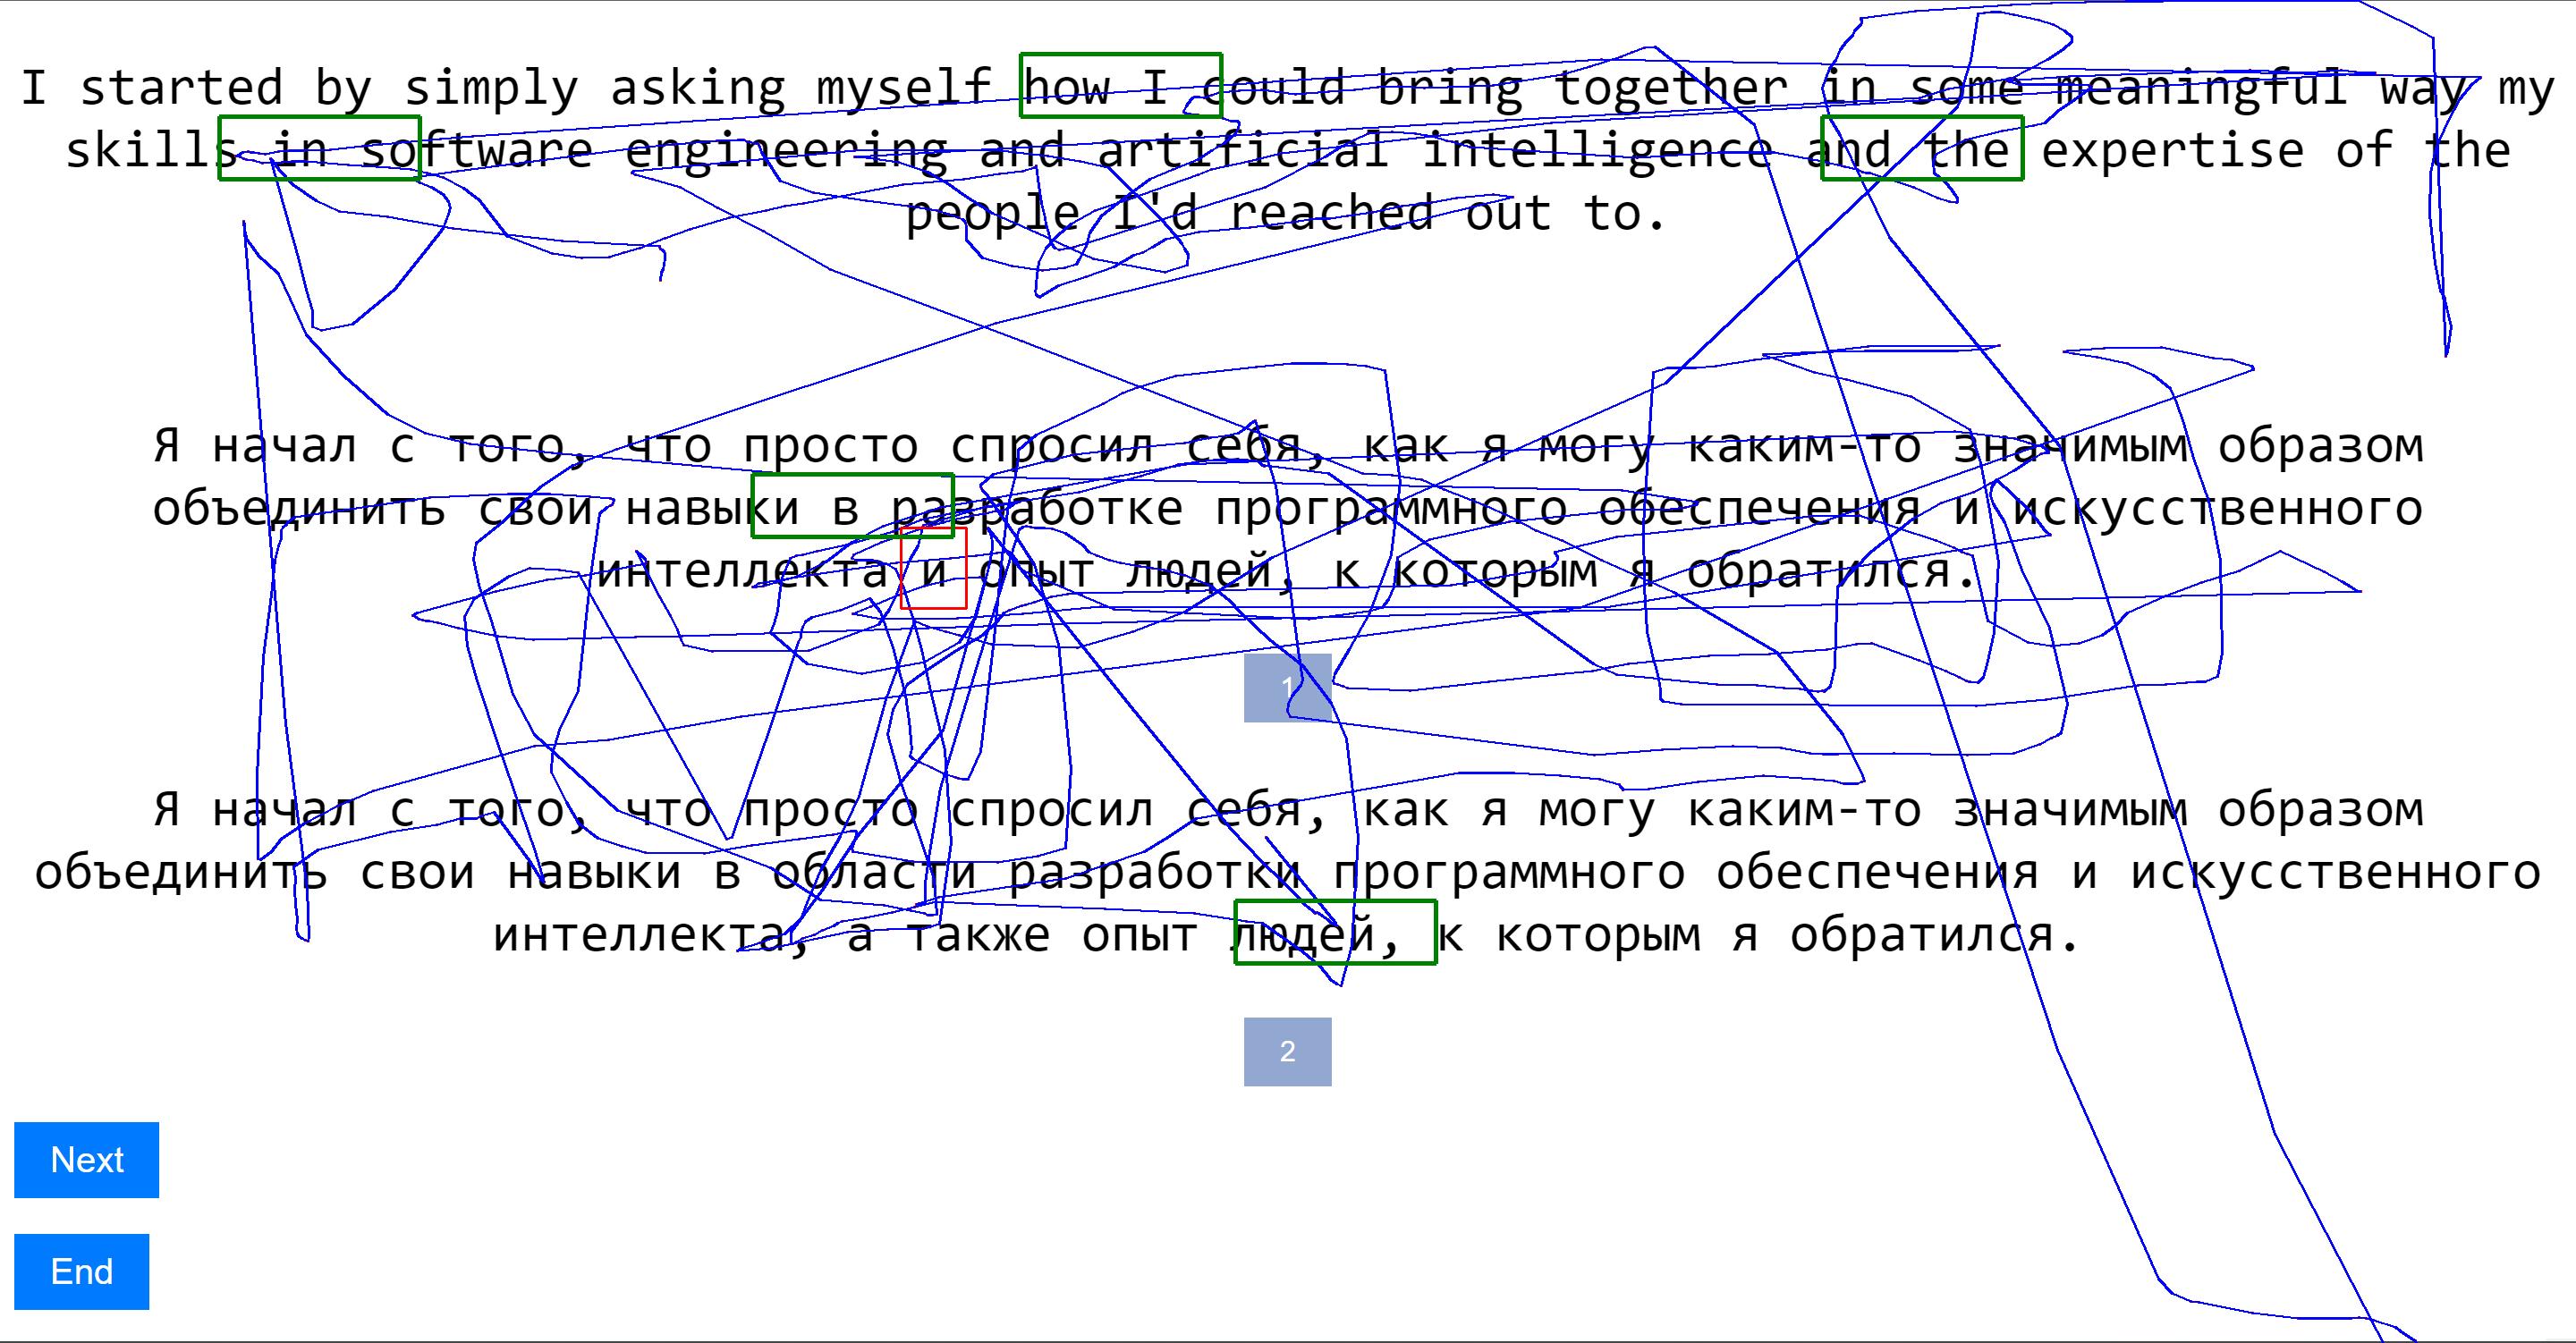 I started by simply asking myself how I could bring together in some meaningful way my
skills in software engineering and artificial intelligence and the expertise of the
people I'd reached out to.
Я начал с того, что просто спросил себя, как я могу каким-то значимым образом
объединить свои навыки в разработке программного обеспечения и искусственного
интеллекта и опыт людей, к которым я обратился.
1
Я начал с того, что просто спросил себя, как я могу каким-то значимым образом
объединить свои навыки в области разработки программного обеспечения и искусственного
интеллекта, а также опыт людей, к которым я обратился.
2
Next
End